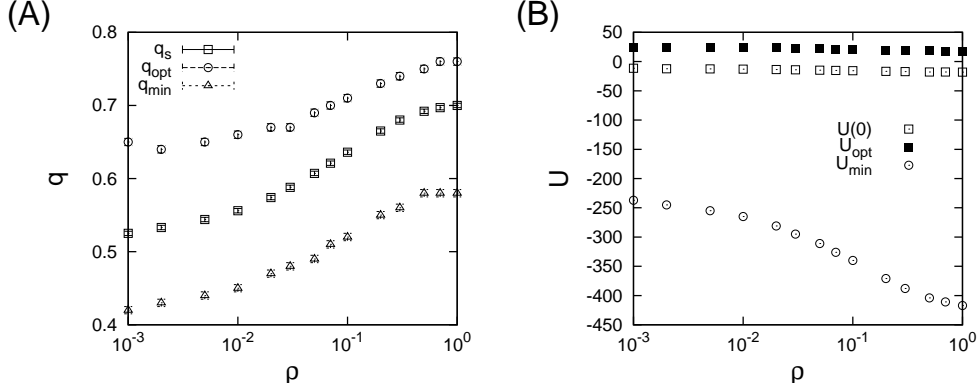 (A)
0.8
0.7
0.6
0.5
0.4
q
q_s
q_opt
q_min
10^-3
10^-2
10^-1
10^0
ρ
(B)
50
0
-50
-100
-150
-200
-250
-300
-350
-400
-450
U
U(0)
U_opt
U_min
10^-3
10^-2
10^-1
10^0
ρ